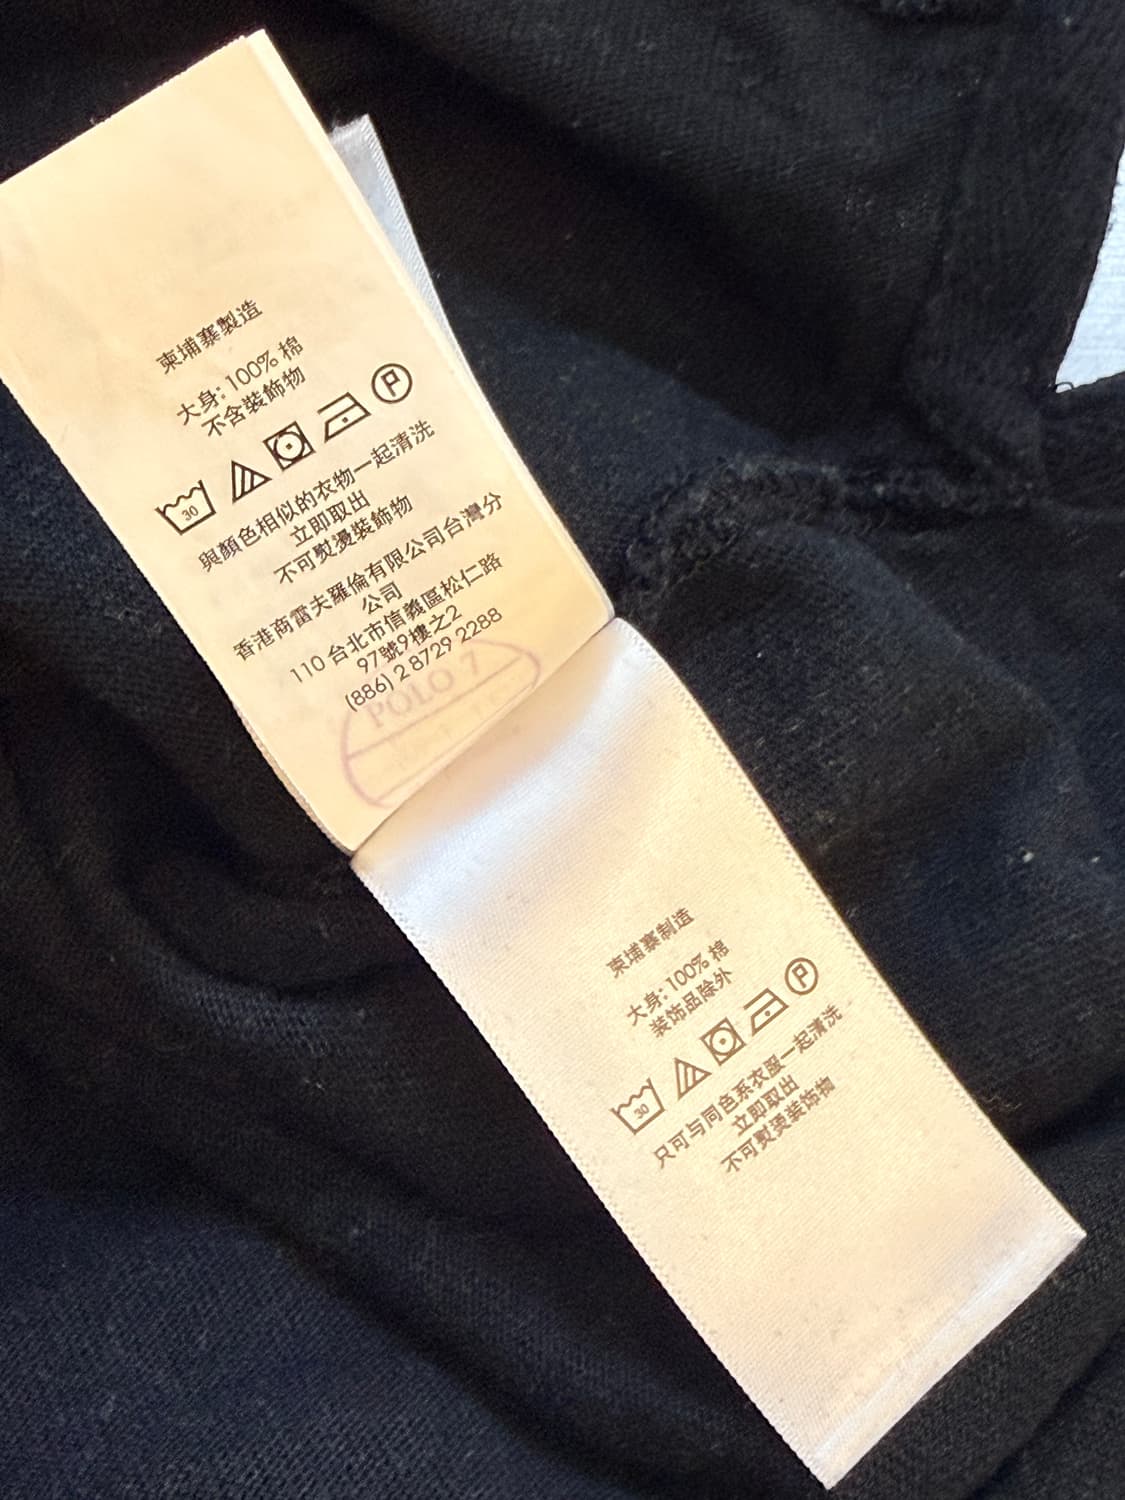 柬埔寨製造
大身: 100% 棉
不含裝飾物
P
30
與顏色相似的衣物一起清洗
立即取出
不可熨燙裝飾物
香港商雷夫羅倫有限公司台灣分
公司
110 台北市信義區松仁路
97號9樓之2
(886) 2 8729 2288
POLO 7
柬埔寨制造
大身: 100% 棉
装饰品除外
P
30
只可与同色系衣服一起清洗
立即取出
不可熨烫装饰物